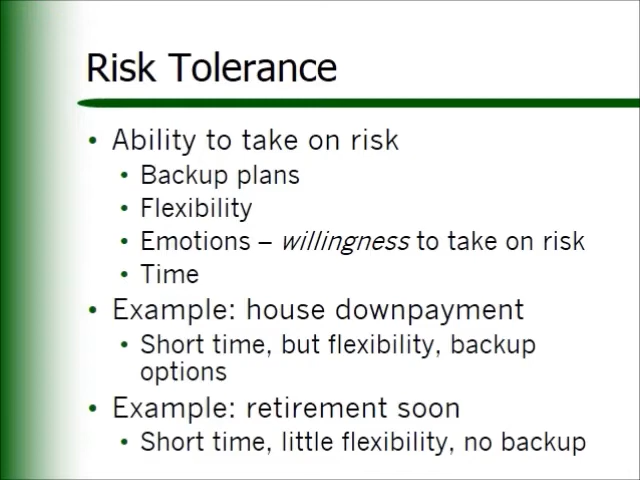 Risk Tolerance
• Ability to take on risk
• Backup plans
• Flexibility
• Emotions – willingness to take on risk
• Time
• Example: house downpayment
• Short time, but flexibility, backup
options
• Example: retirement soon
• Short time, little flexibility, no backup